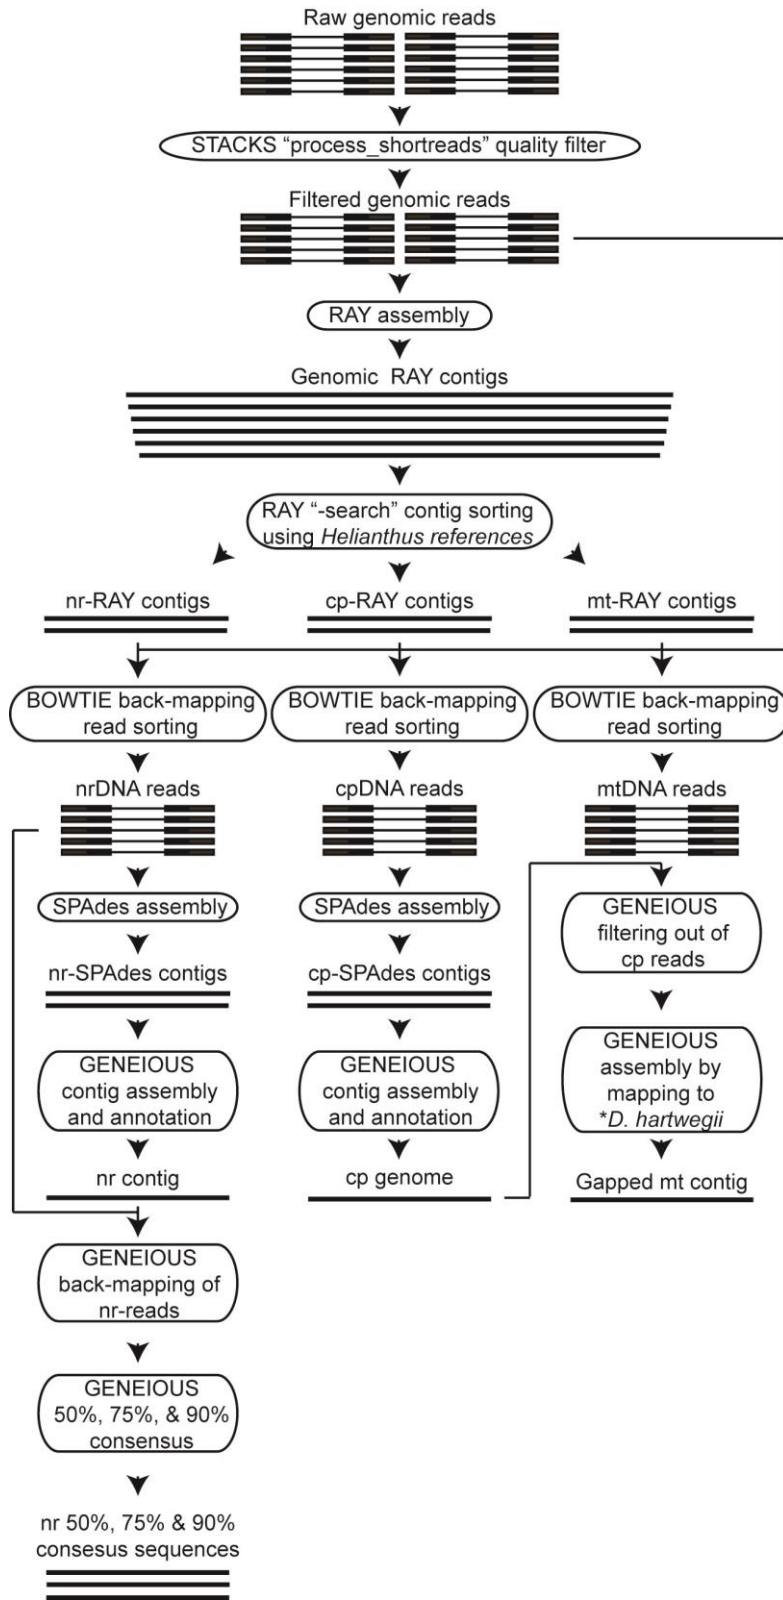 Raw genomic reads
STACKS “process_shortreads” quality filter
Filtered genomic reads
RAY assembly
Genomic RAY contigs
RAY “-search” contig sorting
using Helianthus references
nr-RAY contigs
cp-RAY contigs
mt-RAY contigs
BOWTIE back-mapping
read sorting
BOWTIE back-mapping
read sorting
BOWTIE back-mapping
read sorting
nrDNA reads
cpDNA reads
mtDNA reads
SPAdes assembly
SPAdes assembly
GENEIOUS
filtering out of
cp reads
nr-SPAdes contigs
cp-SPAdes contigs
GENEIOUS
contig assembly
and annotation
GENEIOUS
contig assembly
and annotation
GENEIOUS
assembly by
mapping to
*D. hartwegii
nr contig
cp genome
Gapped mt contig
GENEIOUS
back-mapping of
nr-reads
GENEIOUS
50%, 75%, & 90%
consensus
nr 50%, 75% & 90%
consesus sequences